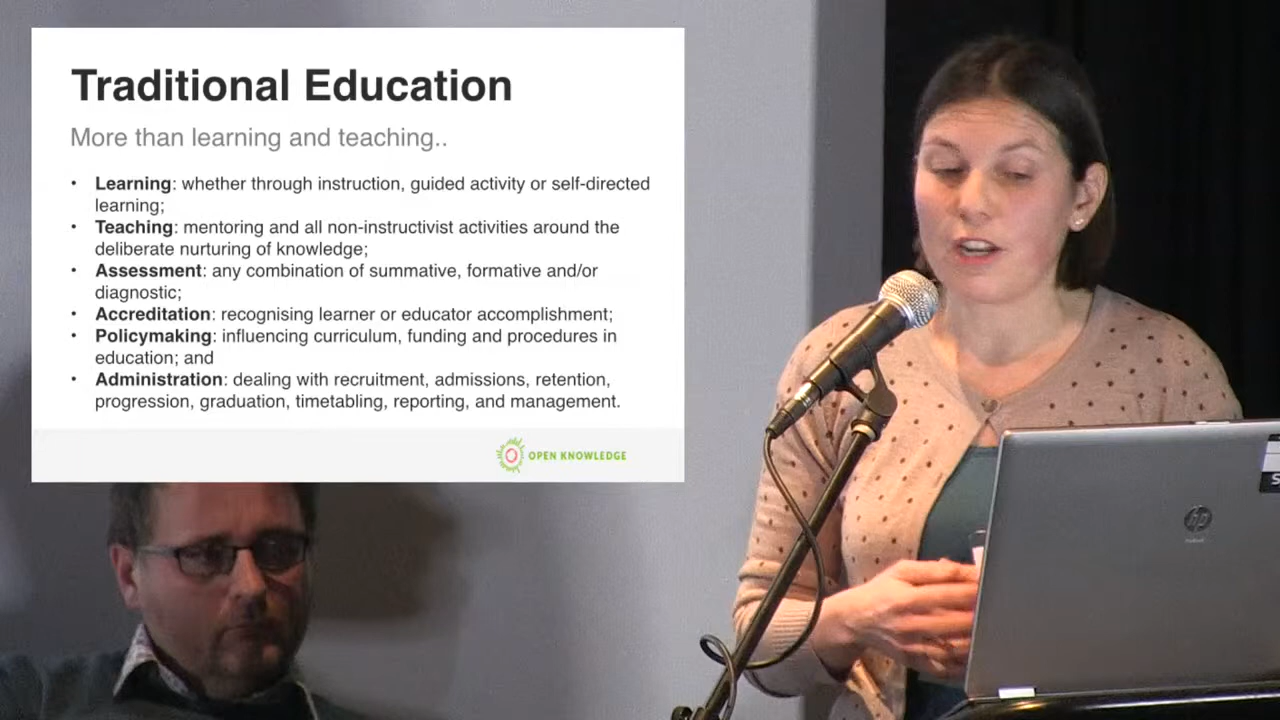 Traditional Education
More than learning and teaching..
• Learning: whether through instruction, guided activity or self-directed
learning;
• Teaching: mentoring and all non-instructivist activities around the
deliberate nurturing of knowledge;
• Assessment: any combination of summative, formative and/or
diagnostic;
• Accreditation: recognising learner or educator accomplishment;
• Policymaking: influencing curriculum, funding and procedures in
education; and
• Administration: dealing with recruitment, admissions, retention,
progression, graduation, timetabling, reporting, and management.
OPEN KNOWLEDGE
hp